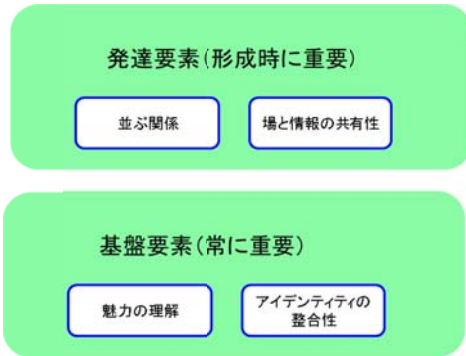 発達要素(形成時に重要)
並ぶ関係
場と情報の共有性
基盤要素(常に重要)
魅力の理解
アイデンティティの
整合性